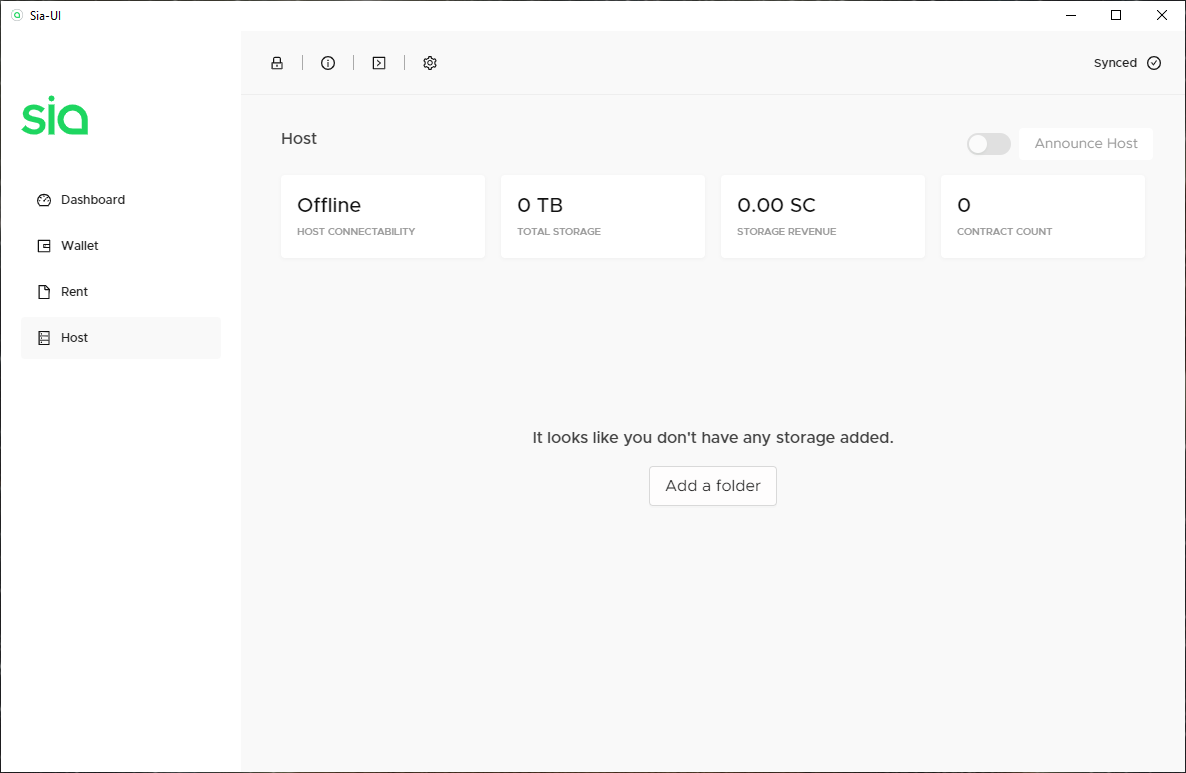 Sia-UI
Synced
sia
Host
Announce Host
Dashboard
Wallet
Rent
Host
Offline
HOST CONNECTABILITY
0 TB
TOTAL STORAGE
0.00 SC
STORAGE REVENUE
0
CONTRACT COUNT
It looks like you don't have any storage added.
Add a folder